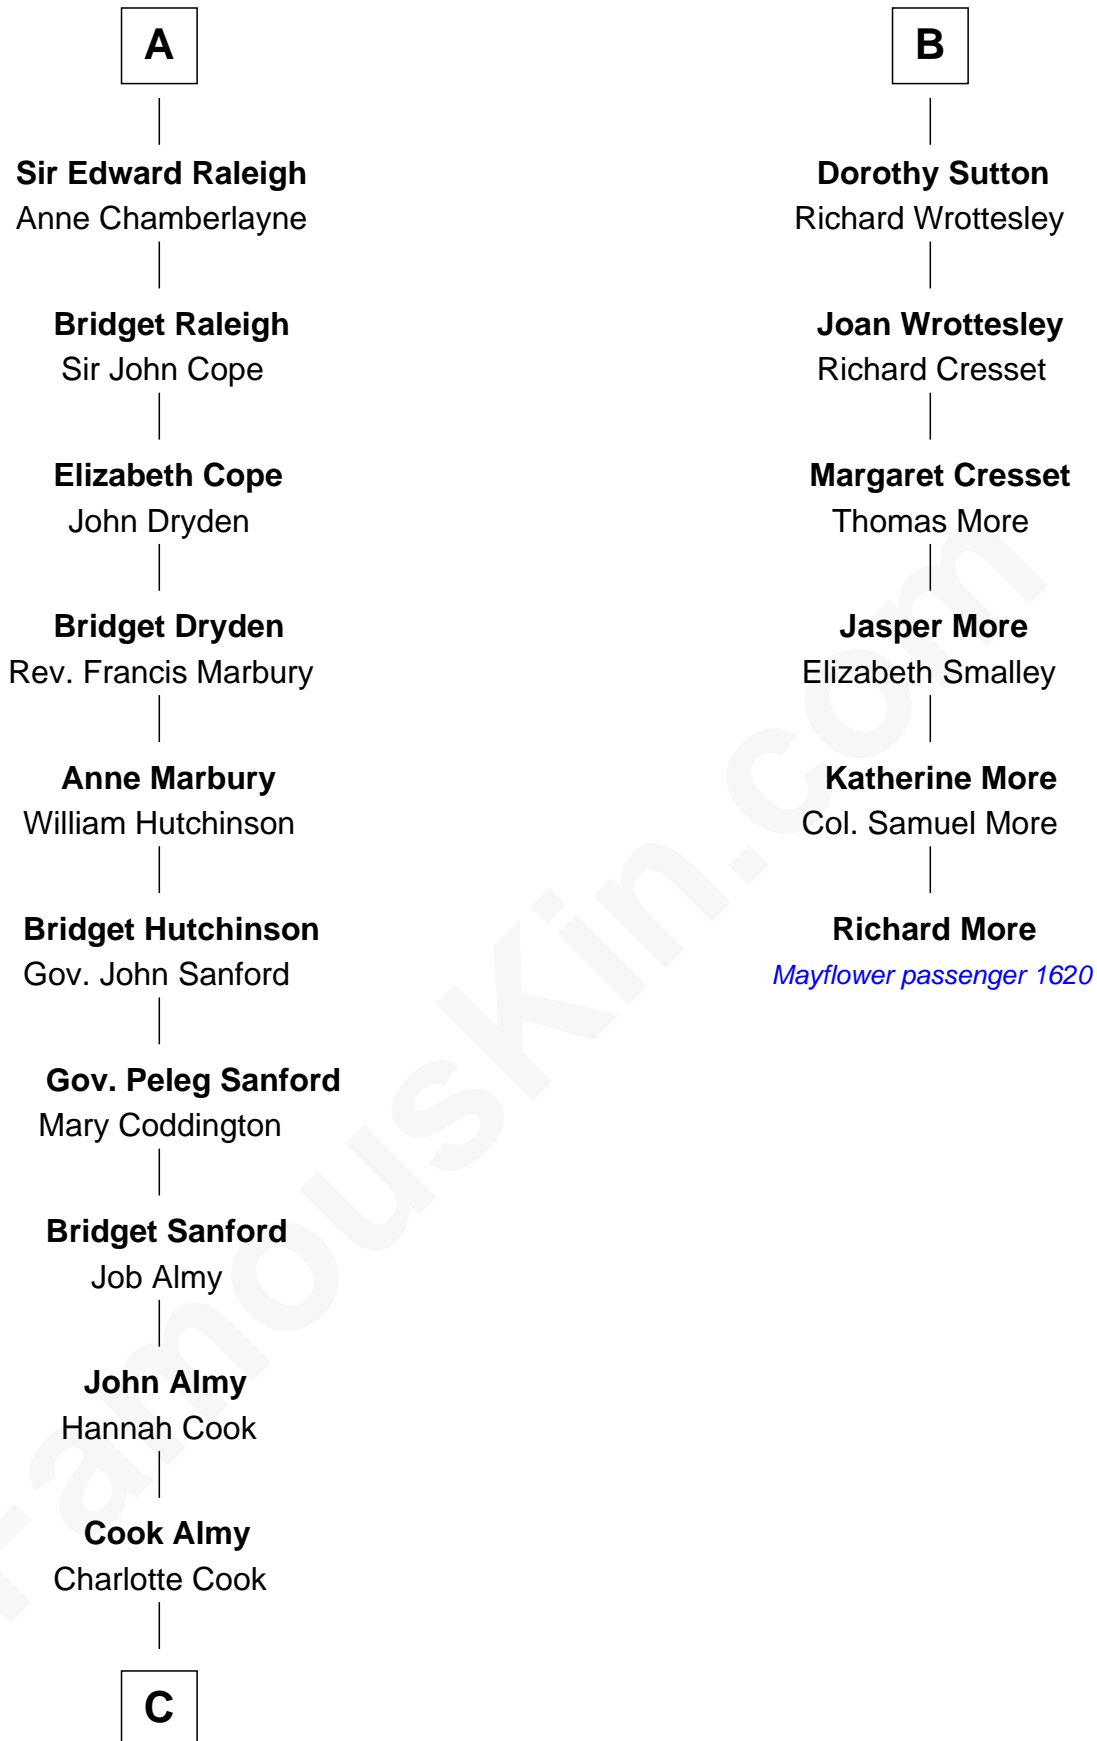 A
Sir Edward Raleigh
Anne Chamberlayne
Bridget Raleigh
Sir John Cope
Elizabeth Cope
John Dryden
Bridget Dryden
Rev. Francis Marbury
Anne Marbury
William Hutchinson
Bridget Hutchinson
Gov. John Sanford
Gov. Peleg Sanford
Mary Coddington
Bridget Sanford
Job Almy
John Almy
Hannah Cook
Cook Almy
Charlotte Cook
C
B
Dorothy Sutton
Richard Wrottesley
Joan Wrottesley
Richard Cresset
Margaret Cresset
Thomas More
Jasper More
Elizabeth Smalley
Katherine More
Col. Samuel More
Richard More
Mayflower passenger 1620
FamousKin.com